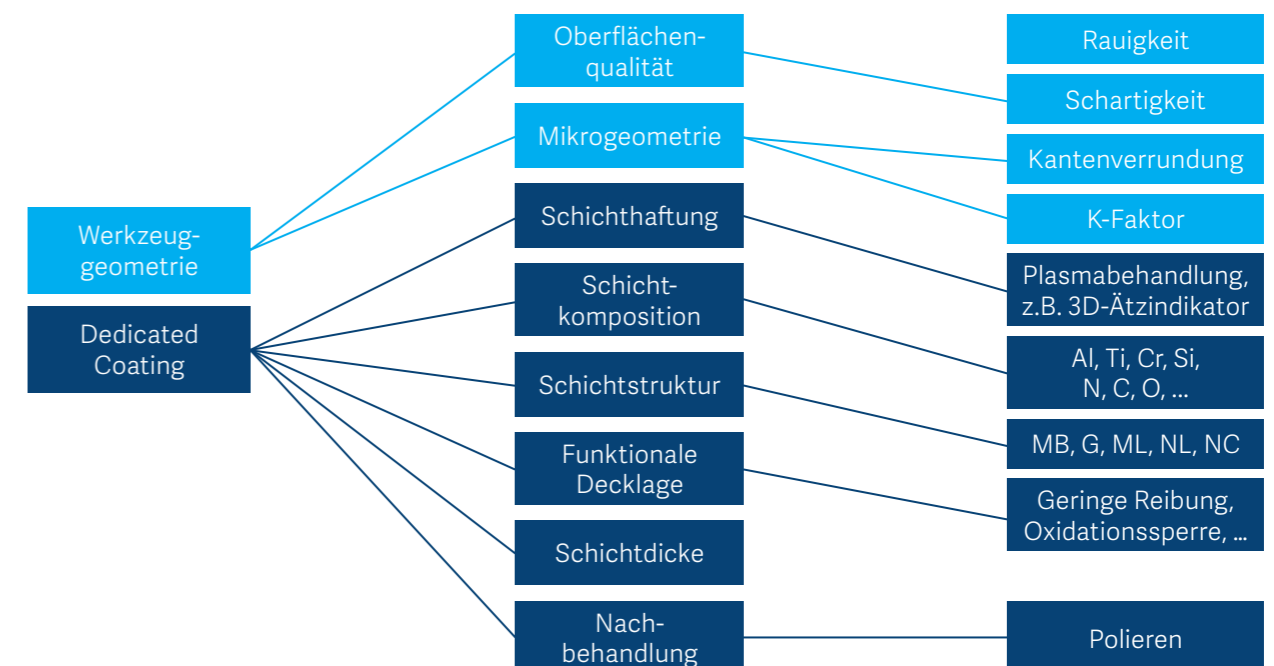 Werkzeug-
geometrie
Dedicated
Coating
Oberflächen-
qualität
Mikrogeometrie
Schichthaftung
Schicht-
komposition
Schichtstruktur
Funktionale
Decklage
Schichtdicke
Nach-
behandlung
Rauigkeit
Schartigkeit
Kantenverrundung
K-Faktor
Plasmabehandlung,
z.B. 3D-Ätzindikator
Al, Ti, Cr, Si,
N, C, O, ...
MB, G, ML, NL, NC
Geringe Reibung,
Oxidationssperre, ...
Polieren